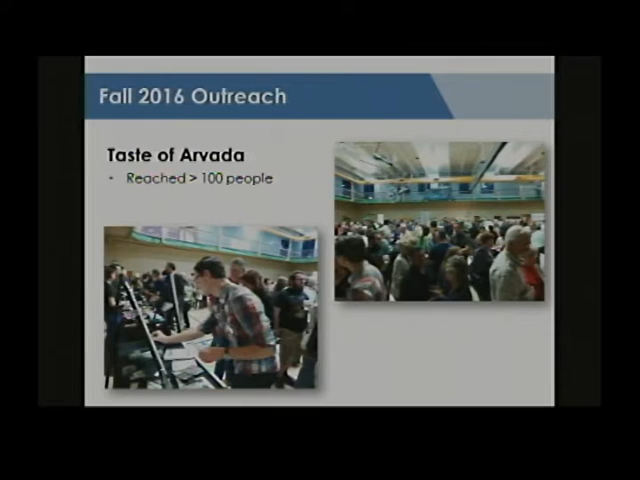 Fall 2016 Outreach
Taste of Arvada
• Reached > 100 people